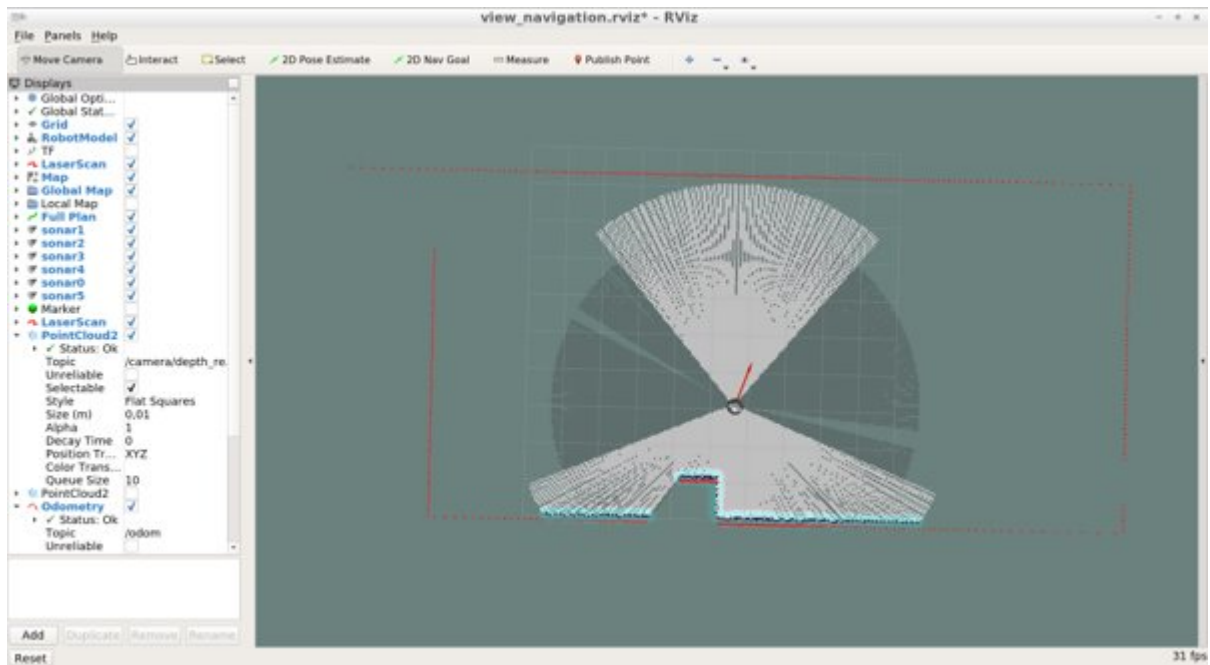 view_navigation.rviz* - RViz
File Panels Help
Move Camera Interact Select 2D Pose Estimate 2D Nav Goal Measure Publish Point
Displays
Global Opti...
Global Stat...
Grid
RobotModel
TF
LaserScan
Map
Global Map
Local Map
Full Plan
sonar1
sonar2
sonar3
sonar4
sonar0
sonar5
Marker
LaserScan
PointCloud2
Status: Ok
Topic /camera/depth_re.
Unreliable
Selectable
Style Flat Squares
Size (m) 0,01
Alpha 1
Decay Time 0
Position Tr... XYZ
Color Trans...
Queue Size 10
PointCloud2
Odometry
Status: Ok
Topic /odom
Unreliable
Add Duplicate Remove Rename
Reset 31 fps